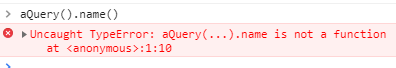 > aQuery().name()
▶Uncaught TypeError: aQuery(...).name is not a function
at <anonymous>:1:10